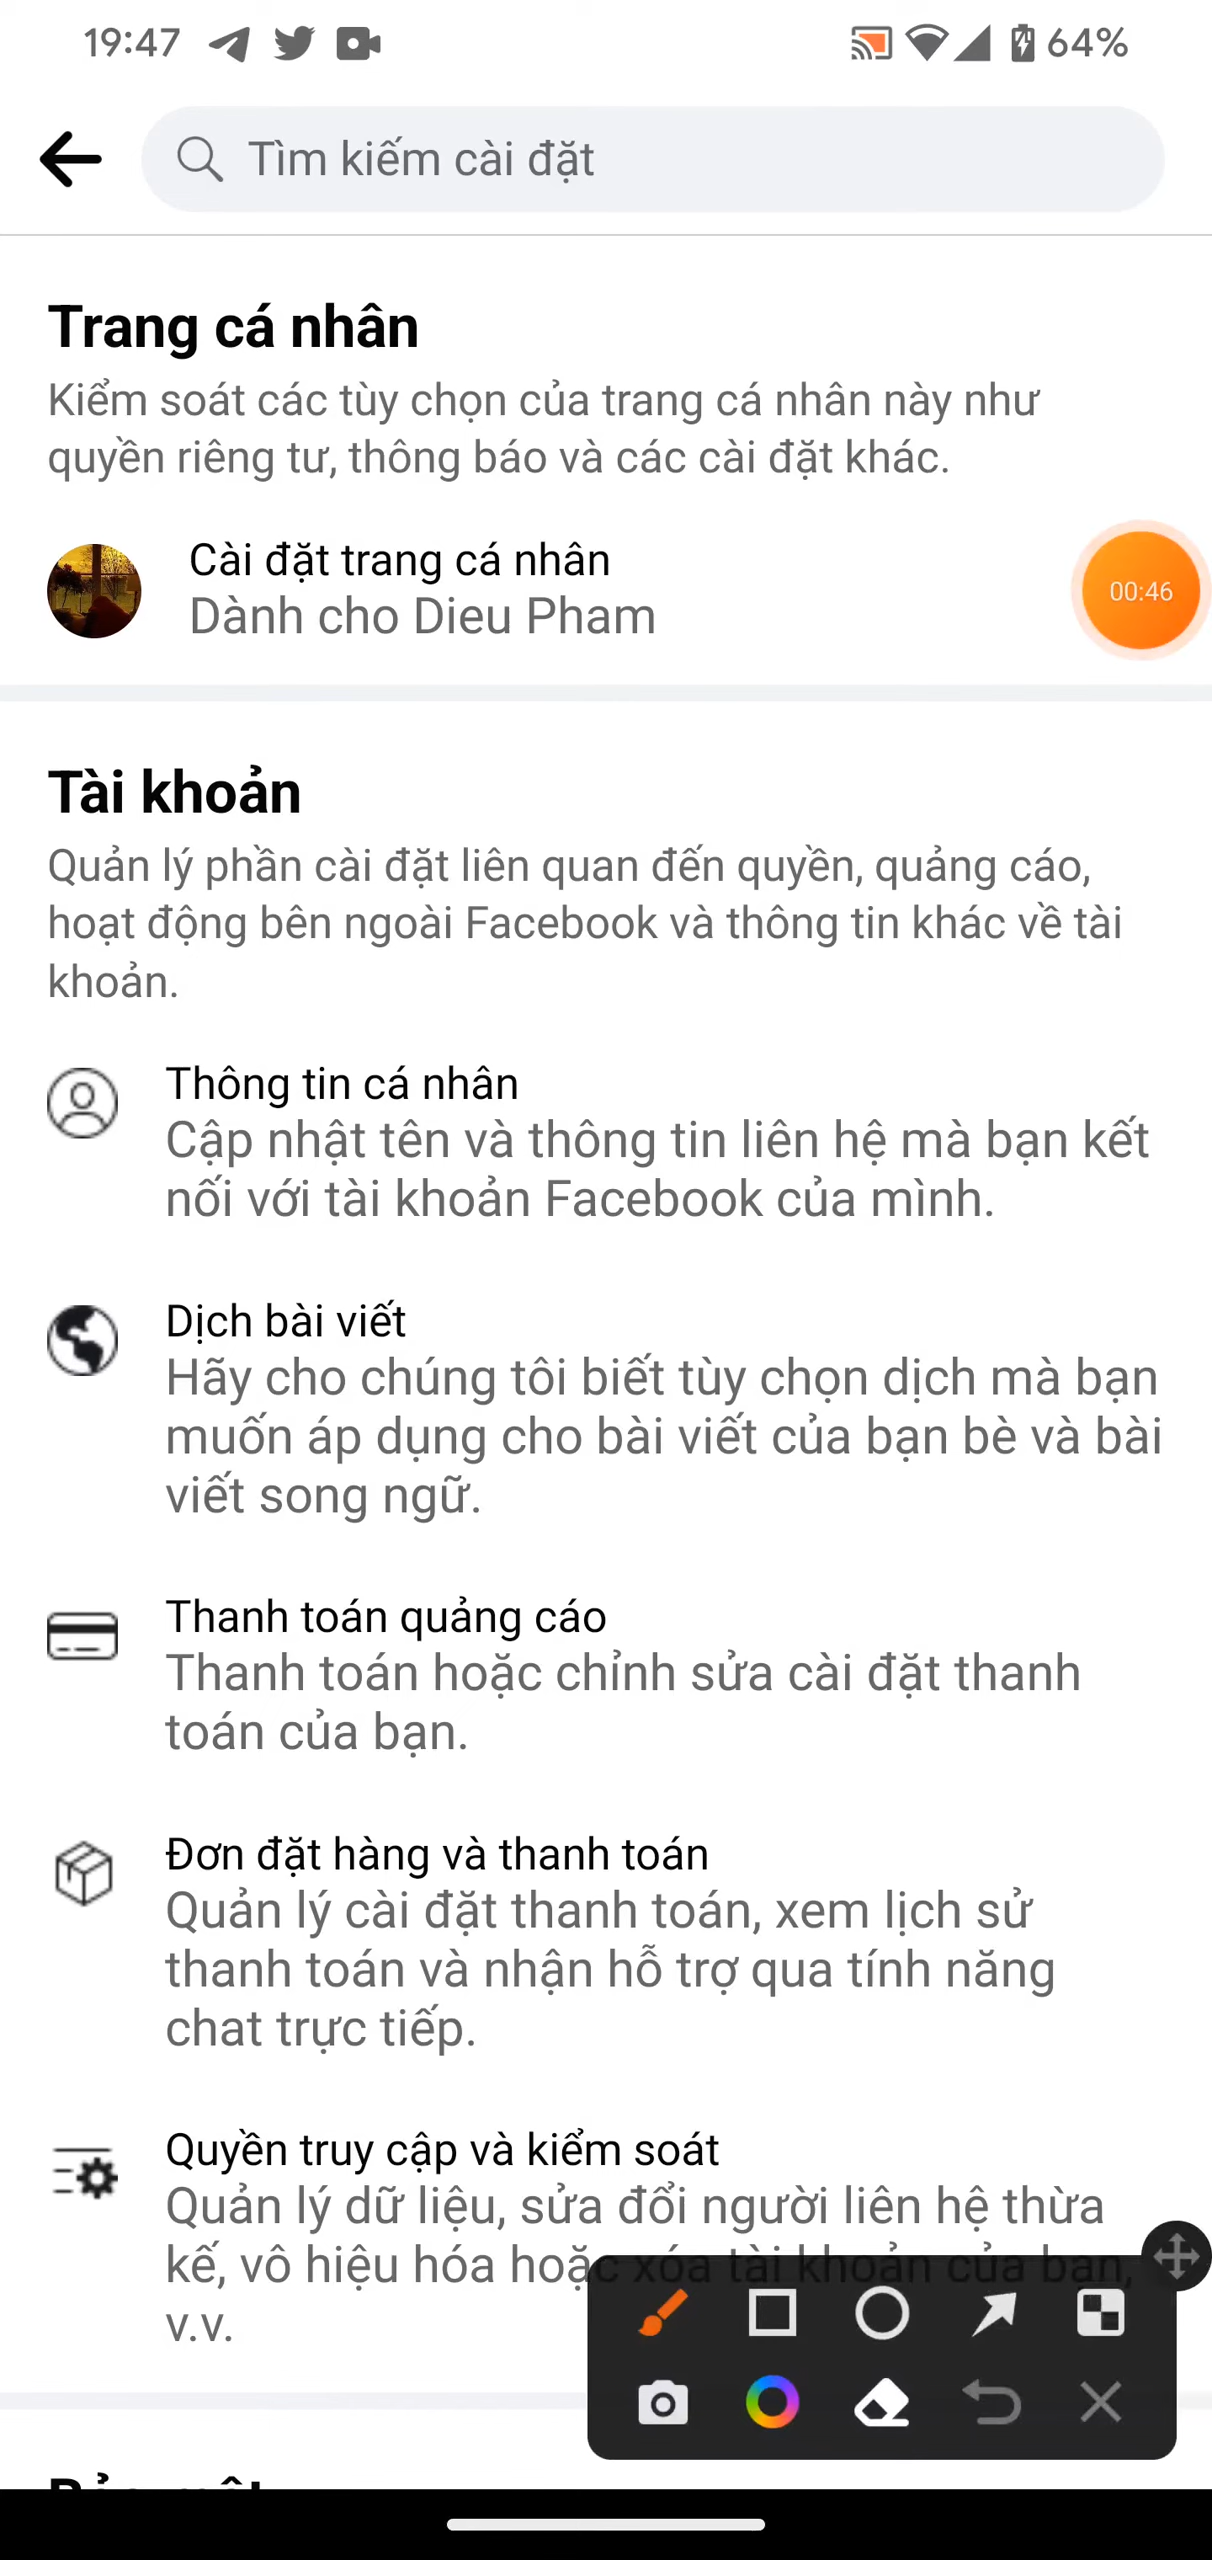 19:47
64%
Tìm kiếm cài đặt
Trang cá nhân
Kiểm soát các tùy chọn của trang cá nhân này như
quyền riêng tư, thông báo và các cài đặt khác.
Cài đặt trang cá nhân
Dành cho Dieu Pham
00:46
Tài khoản
Quản lý phần cài đặt liên quan đến quyền, quảng cáo,
hoạt động bên ngoài Facebook và thông tin khác về tài
khoản.
Thông tin cá nhân
Cập nhật tên và thông tin liên hệ mà bạn kết
nối với tài khoản Facebook của mình.
Dịch bài viết
Hãy cho chúng tôi biết tùy chọn dịch mà bạn
muốn áp dụng cho bài viết của bạn bè và bài
viết song ngữ.
Thanh toán quảng cáo
Thanh toán hoặc chỉnh sửa cài đặt thanh
toán của bạn.
Đơn đặt hàng và thanh toán
Quản lý cài đặt thanh toán, xem lịch sử
thanh toán và nhận hỗ trợ qua tính năng
chat trực tiếp.
Quyền truy cập và kiểm soát
Quản lý dữ liệu, sửa đổi người liên hệ thừa
kế, vô hiệu hóa hoặc xóa tài khoản của bạn,
v.v.